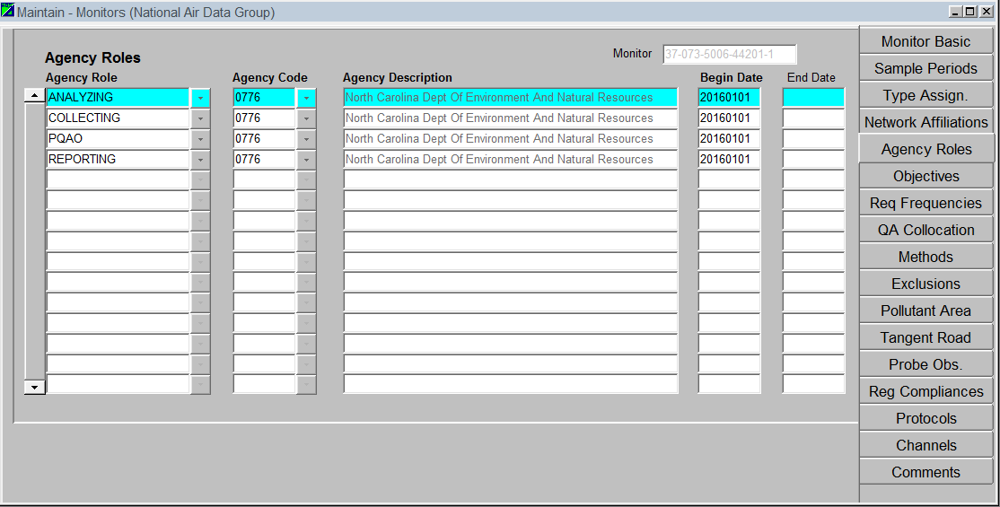 Maintain - Monitors (National Air Data Group)
Agency Roles
Monitor 37-073-5006-44201-1
Agency Role Agency Code Agency Description Begin Date End Date
ANALYZING 0776 North Carolina Dept Of Environment And Natural Resources 20160101
COLLECTING 0776 North Carolina Dept Of Environment And Natural Resources 20160101
PQAO 0776 North Carolina Dept Of Environment And Natural Resources 20160101
REPORTING 0776 North Carolina Dept Of Environment And Natural Resources 20160101
Monitor Basic
Sample Periods
Type Assign.
Network Affiliations
Agency Roles
Objectives
Req Frequencies
QA Collocation
Methods
Exclusions
Pollutant Area
Tangent Road
Probe Obs.
Reg Compliances
Protocols
Channels
Comments